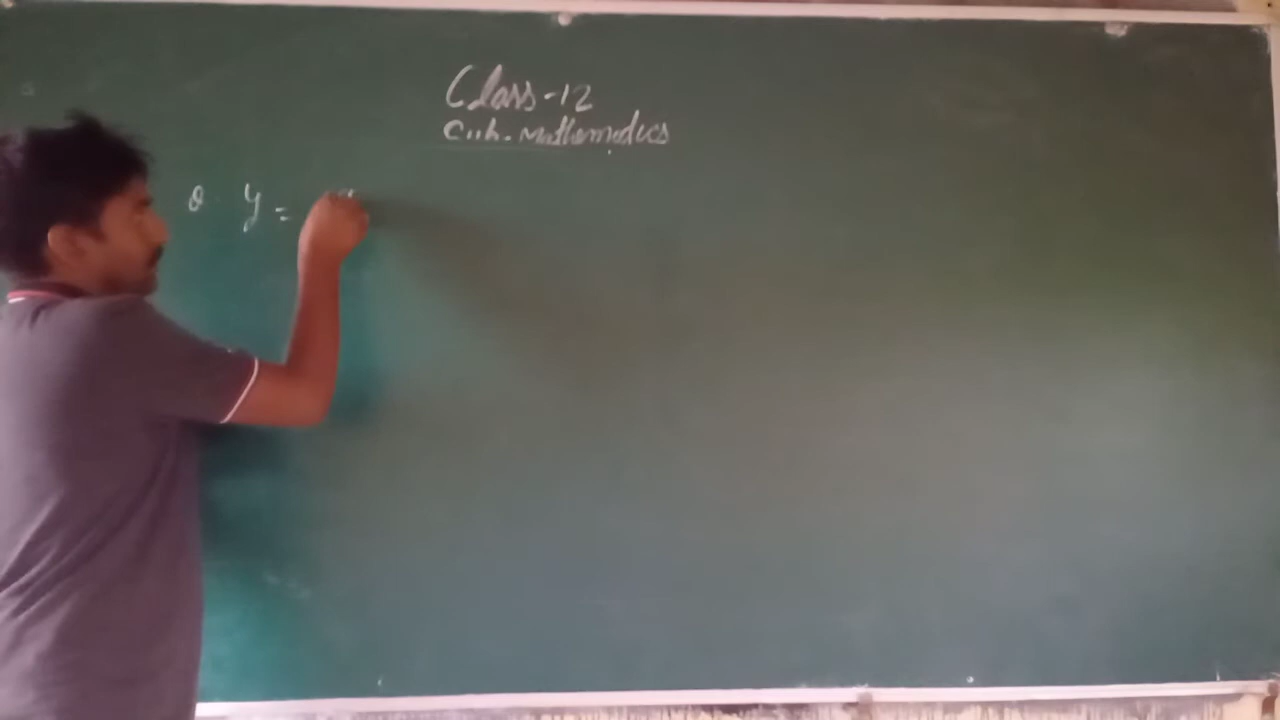 Class-12
Sub. Mathematics
Q. y =